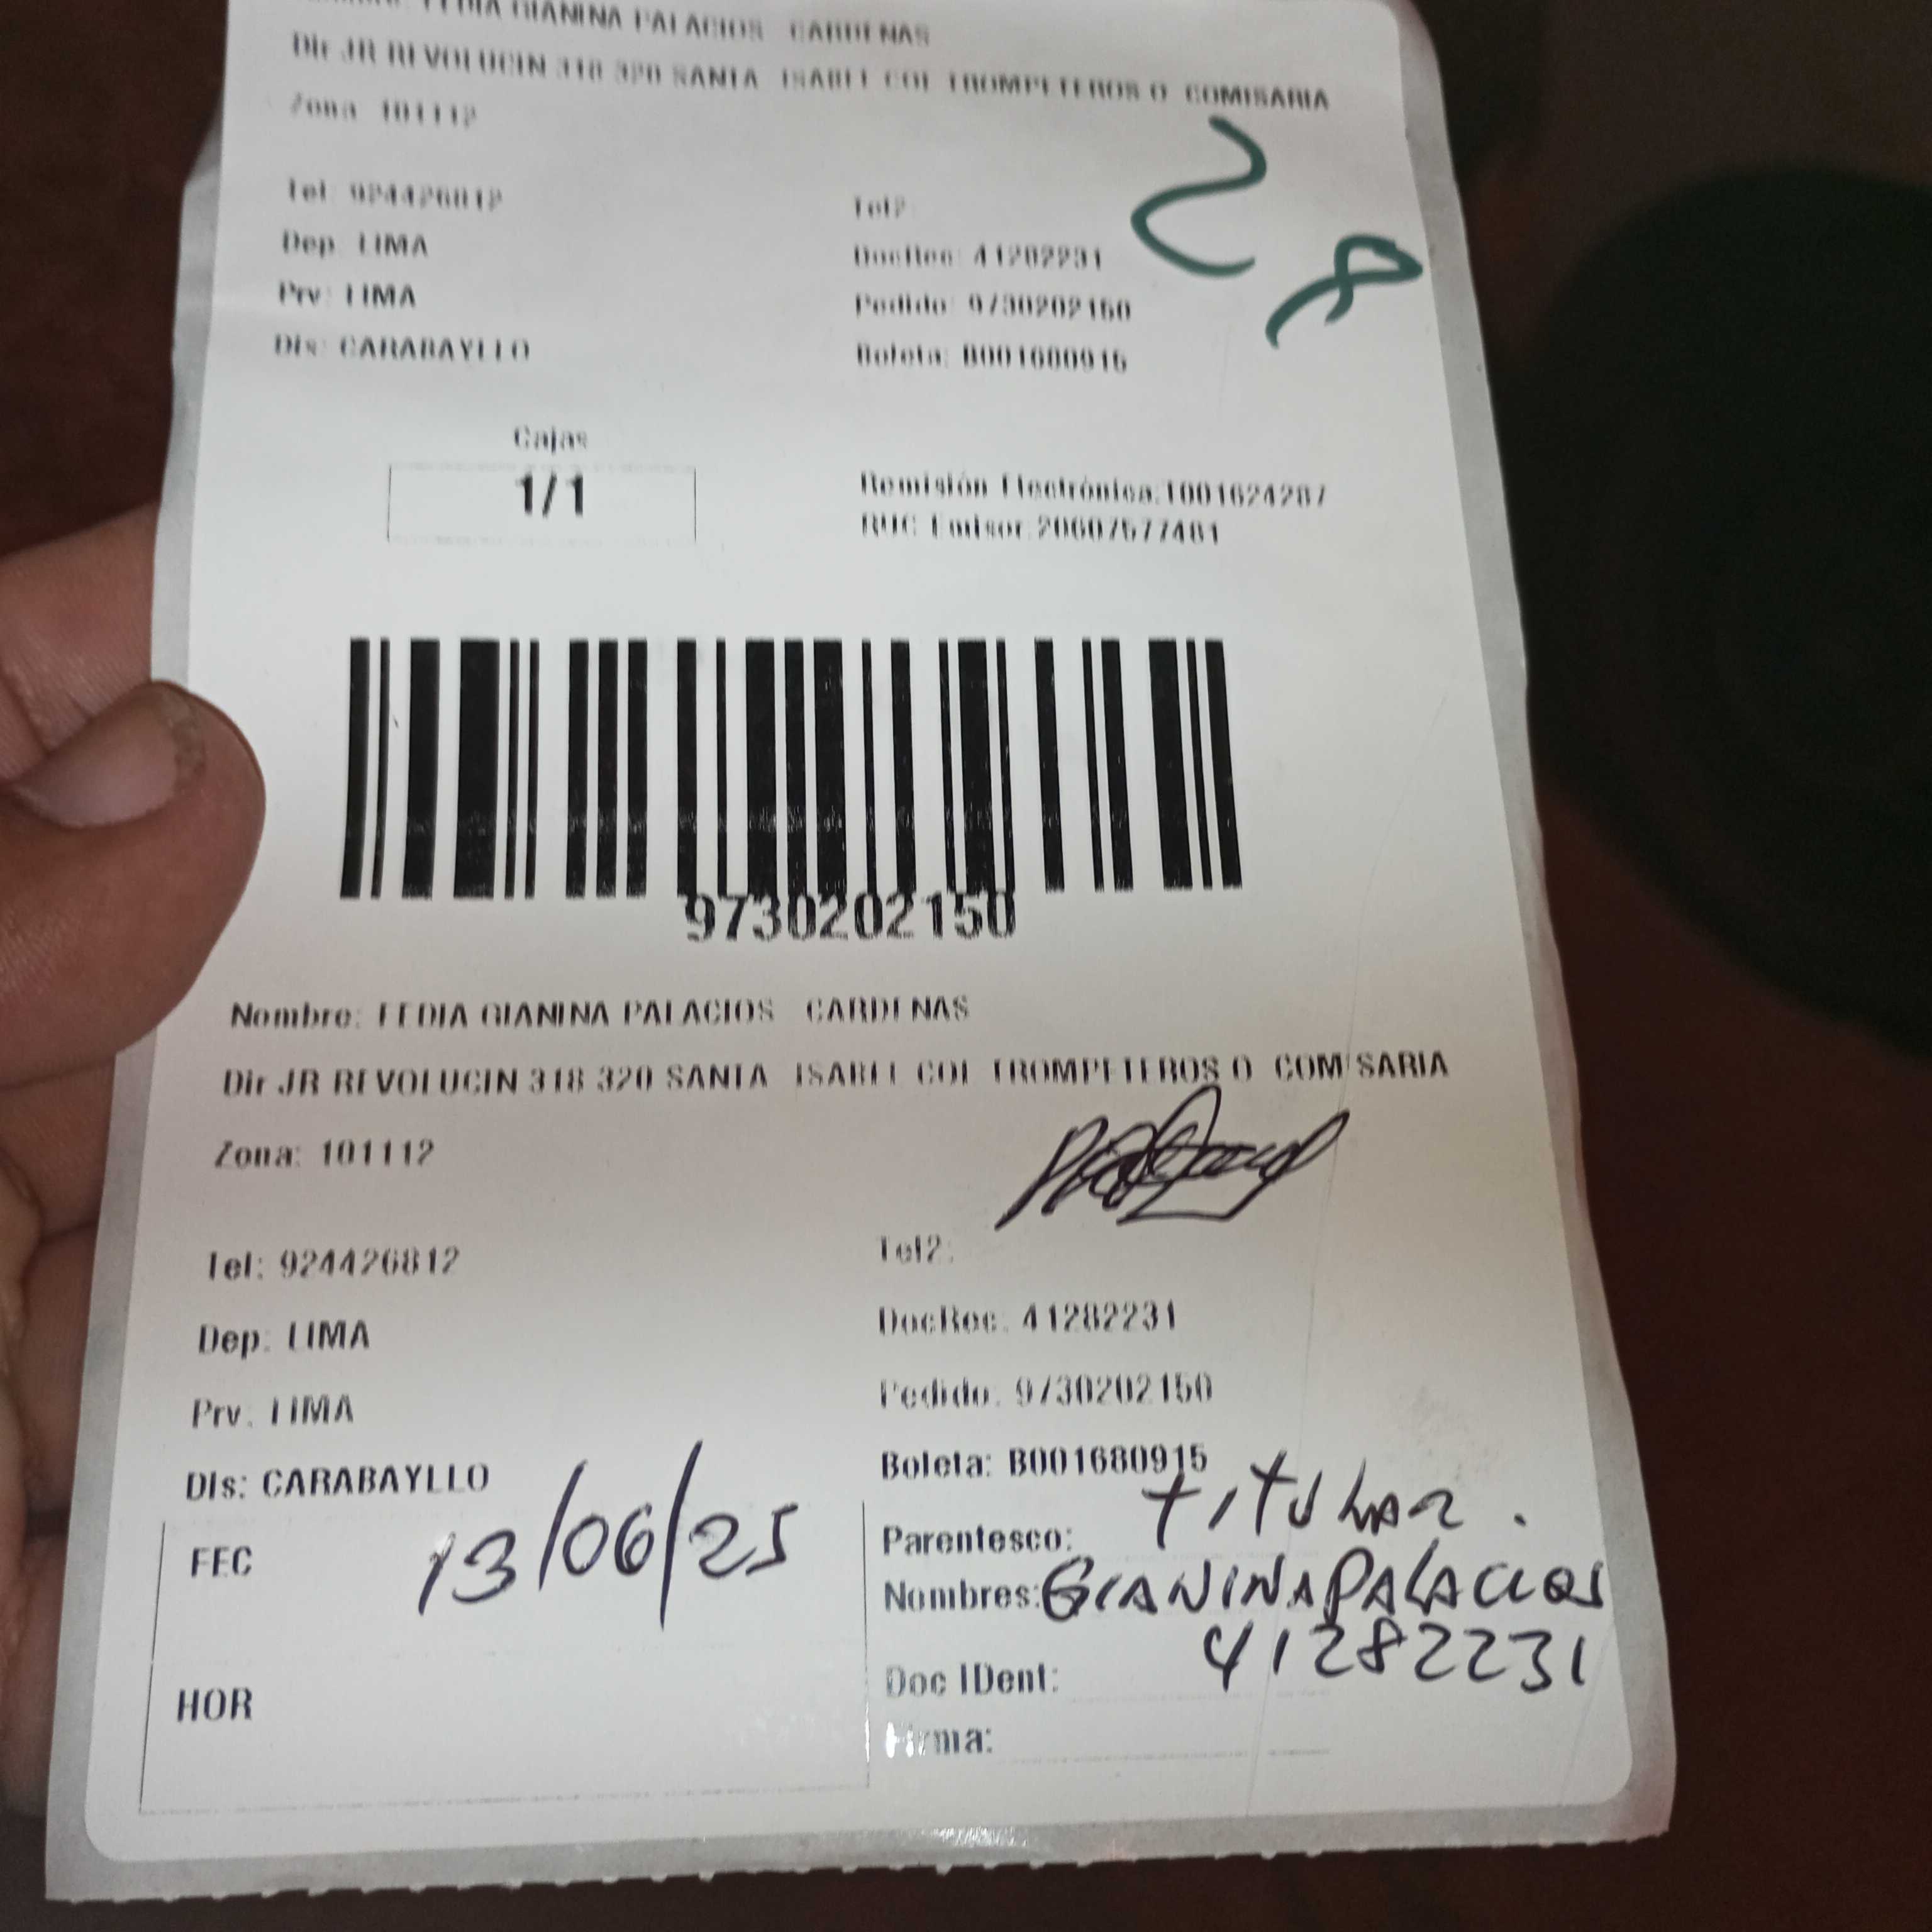 GIANINA PALACIOS CARDENAS
Dir JR REVOLUCIN 318 320 SANTA ISABEL COL TROMPETEROS O COMISARIA
Zona 101112
Tel: 924426812 Tel2:
Dep: LIMA DocRec: 41282231
Prv: LIMA Pedido: 9730202150
DIs: CARABAYLLO Boleta: B001680915
28
Cajas
1/1
Remisión Electrónica:T001624287
RUC Emisor:20607577481
9730202150
Nombre: FEDIA GIANINA PALACIOS CARDENAS
Dir JR REVOLUCIN 318 320 SANTA ISABEL COL TROMPETEROS O COMISARIA
Zona: 101112
Tel: 924426812 Tel2:
Dep: LIMA DocRec: 41282231
Prv: LIMA Pedido: 9730202150
DIs: CARABAYLLO Boleta: B001680915
FEC 13/06/25
HOR
Parentesco: TITULAR.
Nombres: GIANINA PALACIOS
Doc IDent: 41282231
Firma: